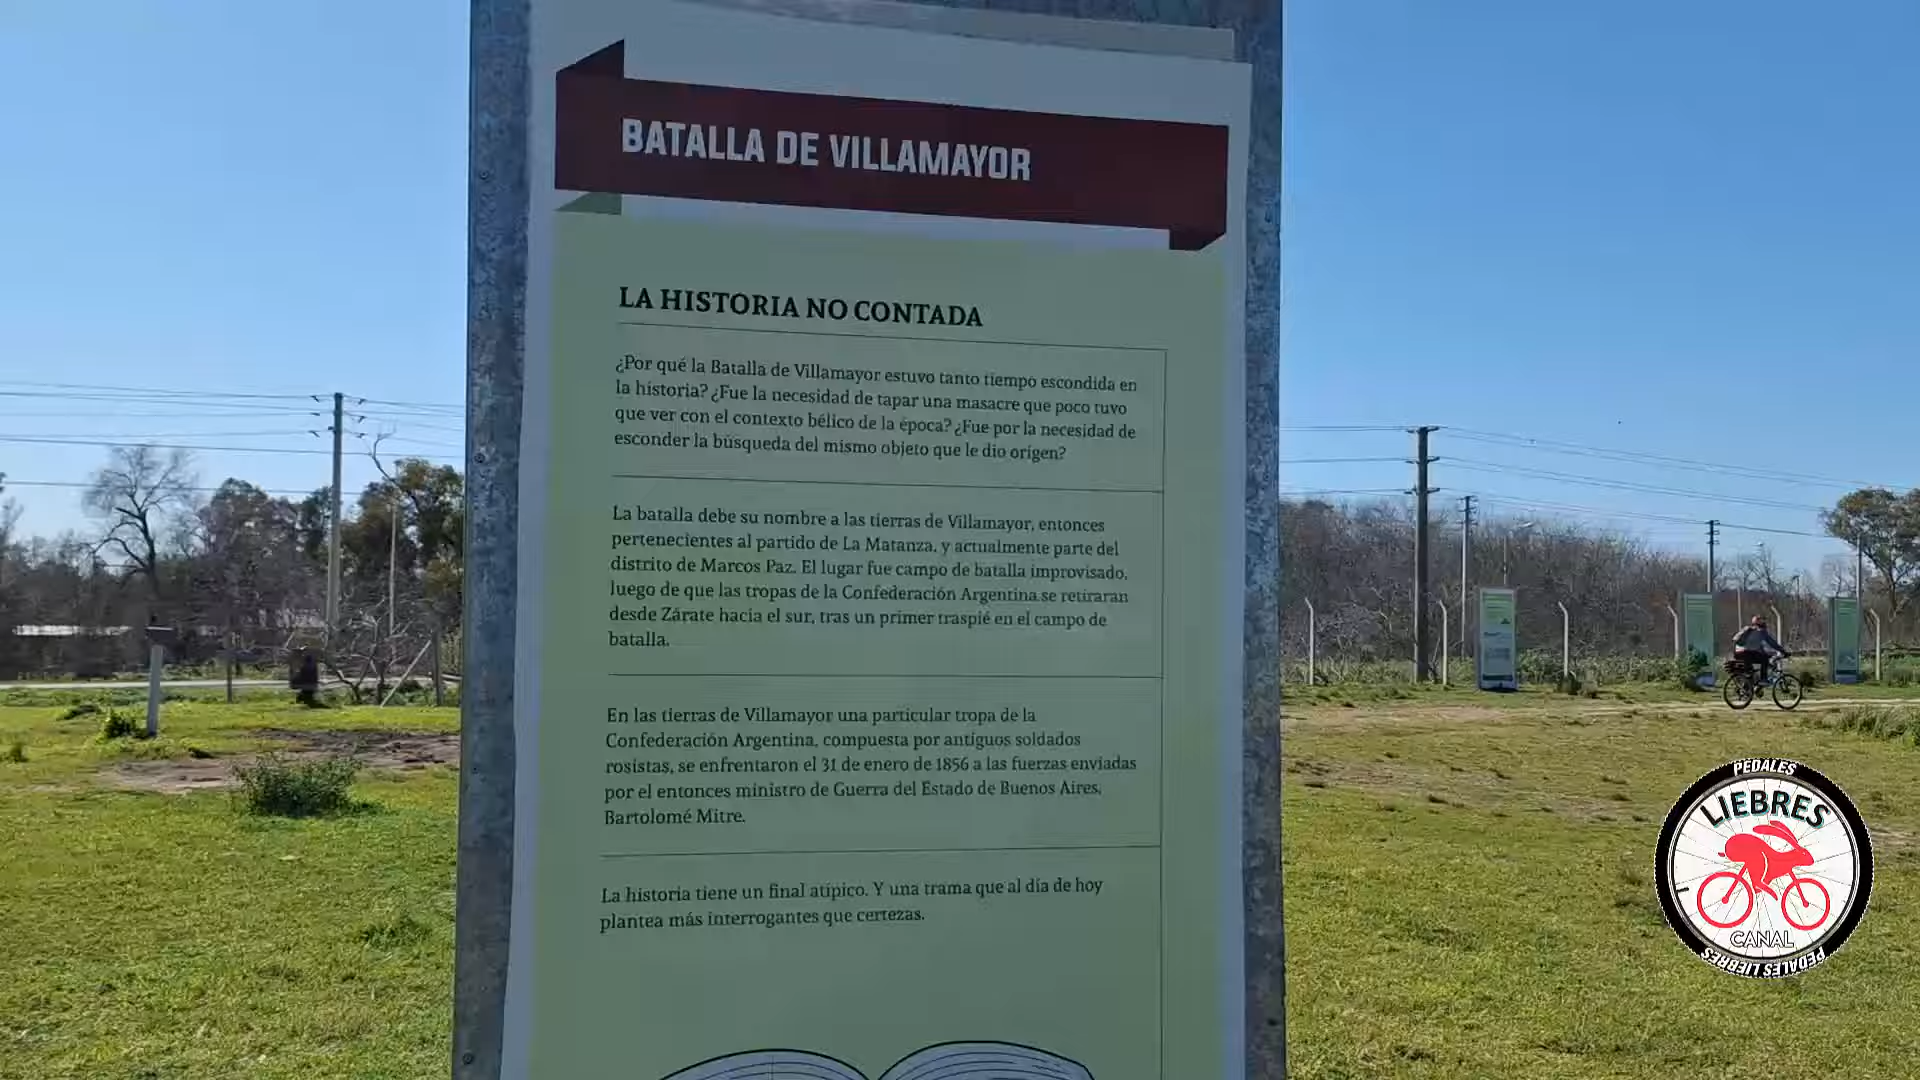 BATALLA DE VILLAMAYOR
LA HISTORIA NO CONTADA
¿Por qué la Batalla de Villamayor estuvo tanto tiempo escondida en
la historia? ¿Fue la necesidad de tapar una masacre que poco tuvo
que ver con el contexto bélico de la época? ¿Fue por la necesidad de
esconder la búsqueda del mismo objeto que le dio origen?
La batalla debe su nombre a las tierras de Villamayor, entonces
pertenecientes al partido de La Matanza, y actualmente parte del
distrito de Marcos Paz. El lugar fue campo de batalla improvisado,
luego de que las tropas de la Confederación Argentina se retiraran
desde Zárate hacia el sur, tras un primer traspié en el campo de
batalla.
En las tierras de Villamayor una particular tropa de la
Confederación Argentina, compuesta por antiguos soldados
rosistas, se enfrentaron el 31 de enero de 1856 a las fuerzas enviadas
por el entonces ministro de Guerra del Estado de Buenos Aires,
Bartolomé Mitre.
La historia tiene un final atípico. Y una trama que al día de hoy
plantea más interrogantes que certezas.
PEDALES
LIEBRES
CANAL
PEDALES LIEBRES